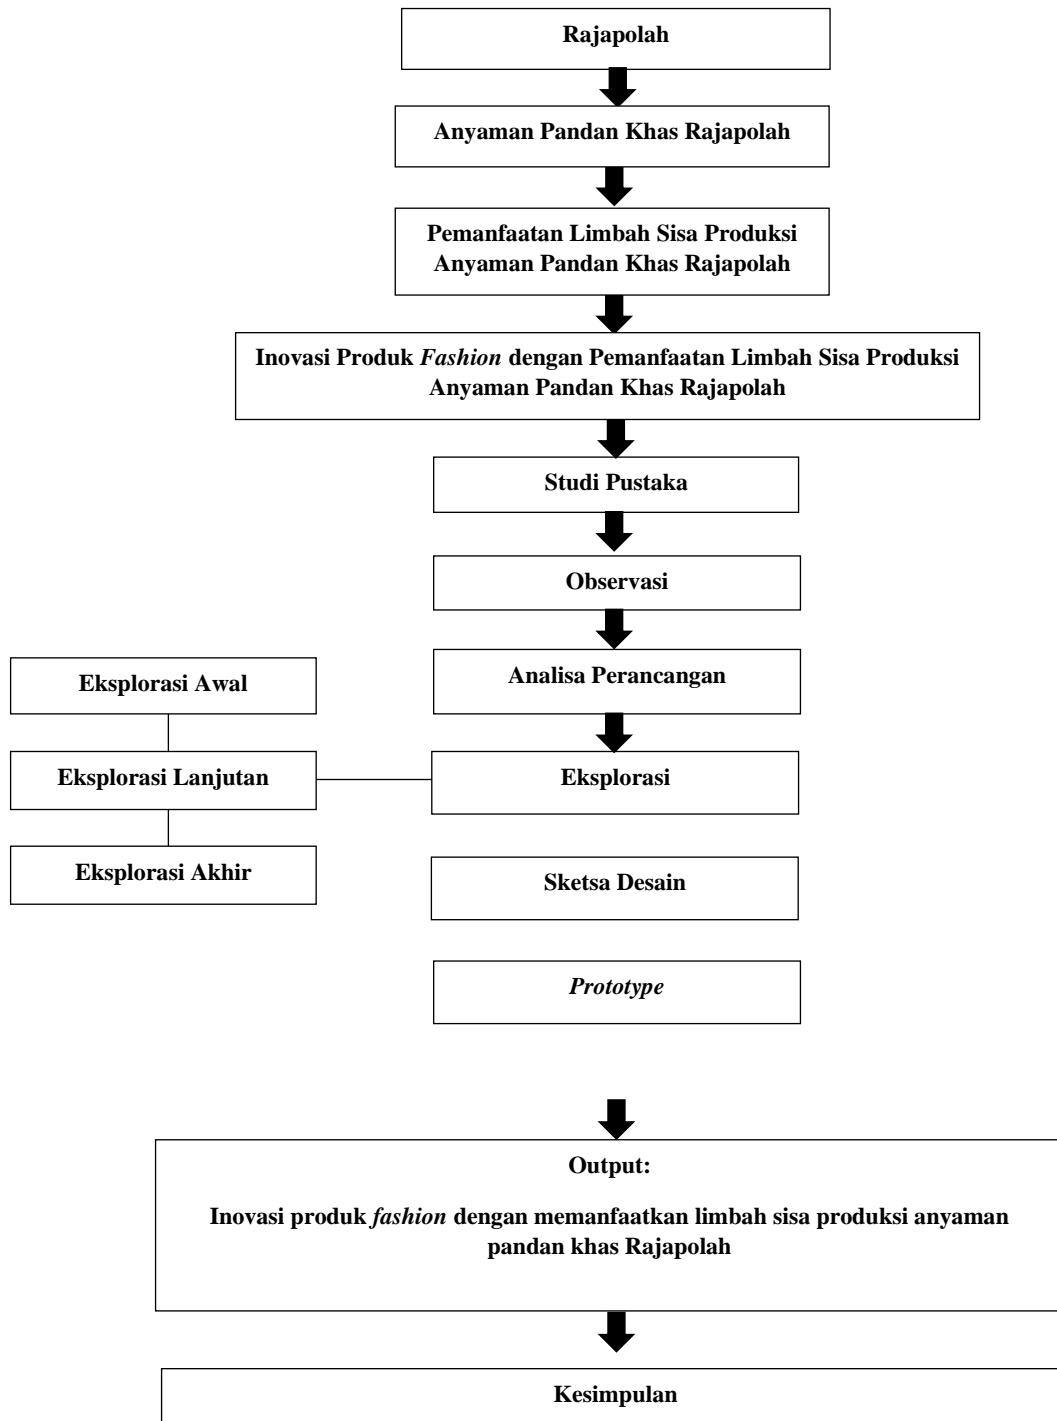 Rajapolah
Anyaman Pandan Khas Rajapolah
Pemanfaatan Limbah Sisa Produksi
Anyaman Pandan Khas Rajapolah
Inovasi Produk Fashion dengan Pemanfaatan Limbah Sisa Produksi
Anyaman Pandan Khas Rajapolah
Studi Pustaka
Observasi
Analisa Perancangan
Eksplorasi Awal
Eksplorasi Lanjutan
Eksplorasi
Eksplorasi Akhir
Sketsa Desain
Prototype
Output:
Inovasi produk fashion dengan memanfaatkan limbah sisa produksi anyaman
pandan khas Rajapolah
Kesimpulan